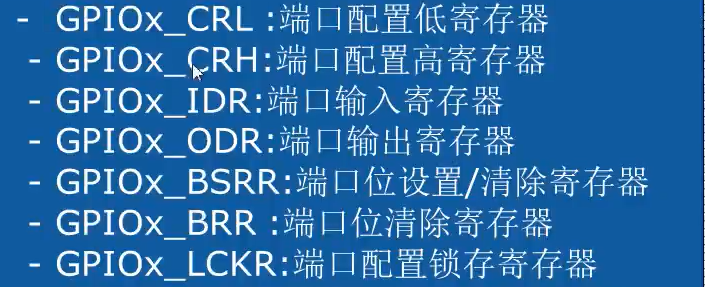 - GPIOx_CRL :端口配置低寄存器
- GPIOx_CRH:端口配置高寄存器
- GPIOx_IDR:端口输入寄存器
- GPIOx_ODR:端口输出寄存器
- GPIOx_BSRR:端口位设置/清除寄存器
- GPIOx_BRR :端口位清除寄存器
- GPIOx_LCKR:端口配置锁存寄存器